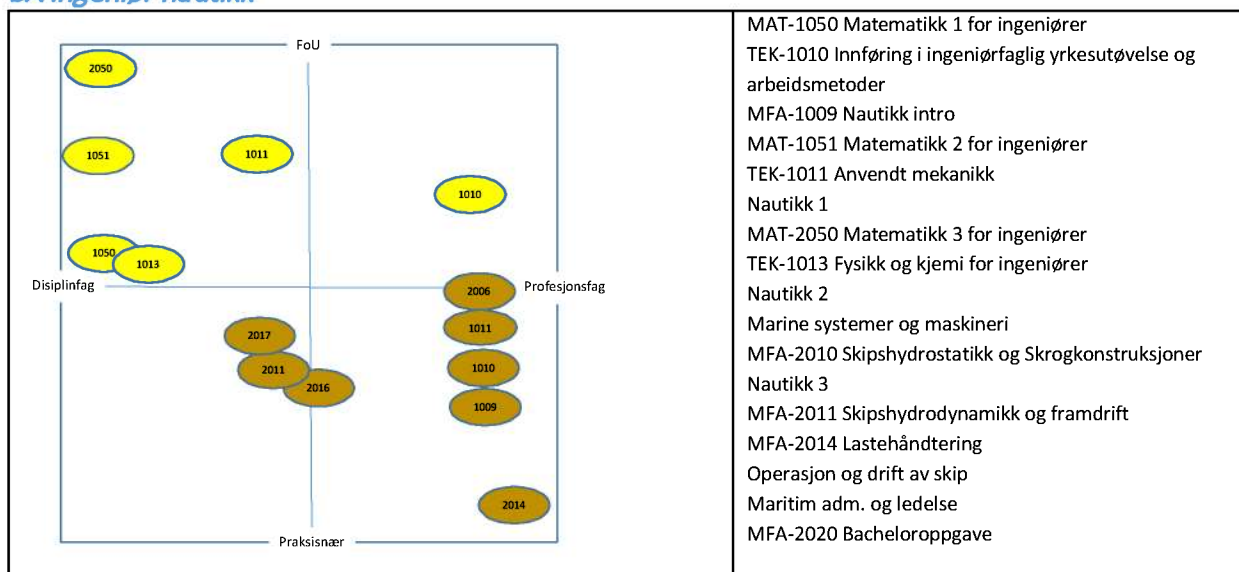 FoU
2050
1051
1011
1010
1050
1013
Disiplinfag
Profesjonsfag
2006
2017
1011
2011
1010
2016
1009
2014
Praksisnær
MAT-1050 Matematikk 1 for ingeniører
TEK-1010 Innføring i ingeniørfaglig yrkesutøvelse og
arbeidsmetoder
MFA-1009 Nautikk intro
MAT-1051 Matematikk 2 for ingeniører
TEK-1011 Anvendt mekanikk
Nautikk 1
MAT-2050 Matematikk 3 for ingeniører
TEK-1013 Fysikk og kjemi for ingeniører
Nautikk 2
Marine systemer og maskineri
MFA-2010 Skipshydrostatikk og Skrogkonstruksjoner
Nautikk 3
MFA-2011 Skipshydrodynamikk og framdrift
MFA-2014 Lastehåndtering
Operasjon og drift av skip
Maritim adm. og ledelse
MFA-2020 Bacheloroppgave